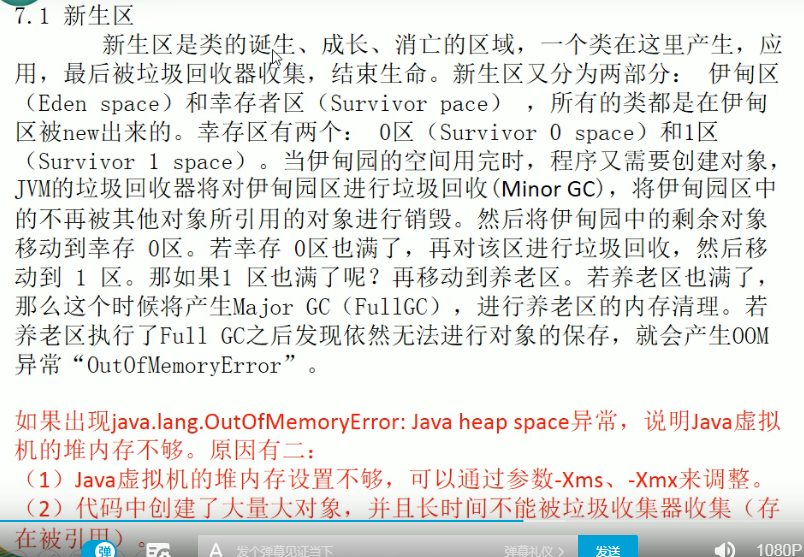 7.1 新生区
新生区是类的诞生、成长、消亡的区域，一个类在这里产生，应
用，最后被垃圾回收器收集，结束生命。新生区又分为两部分： 伊甸区
（Eden space）和幸存者区（Survivor pace） ，所有的类都是在伊甸
区被new出来的。幸存区有两个： 0区（Survivor 0 space）和1区
（Survivor 1 space）。当伊甸园的空间用完时，程序又需要创建对象，
JVM的垃圾回收器将对伊甸园区进行垃圾回收(Minor GC)，将伊甸园区中
的不再被其他对象所引用的对象进行销毁。然后将伊甸园中的剩余对象
移动到幸存 0区。若幸存 0区也满了，再对该区进行垃圾回收，然后移
动到 1 区。那如果1 区也满了呢？再移动到养老区。若养老区也满了，
那么这个时候将产生Major GC（FullGC），进行养老区的内存清理。若
养老区执行了Full GC之后发现依然无法进行对象的保存，就会产生OOM
异常“OutOfMemoryError”。
如果出现java.lang.OutOfMemoryError: Java heap space异常，说明Java虚拟
机的堆内存不够。原因有二：
（1）Java虚拟机的堆内存设置不够，可以通过参数-Xms、-Xmx来调整。
（2）代码中创建了大量大对象，并且长时间不能被垃圾收集器收集（存
在被引用）。
弹 A 发个弹幕见证当下 弹幕礼仪 > 发送 1080P